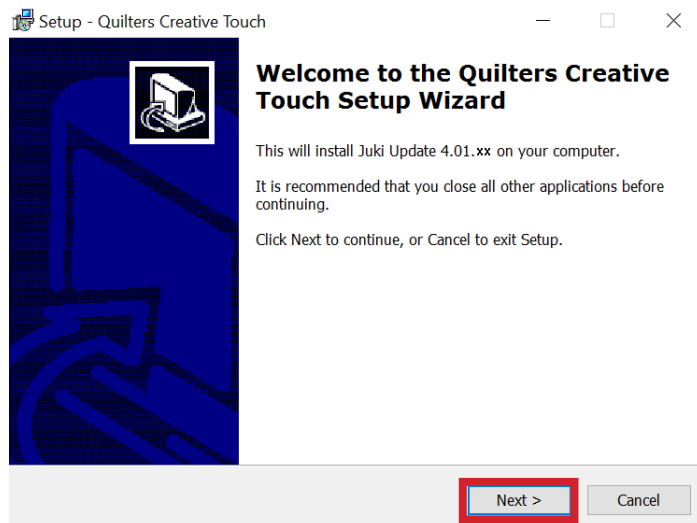 Setup - Quilters Creative Touch
Welcome to the Quilters Creative
Touch Setup Wizard
This will install Juki Update 4.01.xx on your computer.
It is recommended that you close all other applications before
continuing.
Click Next to continue, or Cancel to exit Setup.
Next >
Cancel